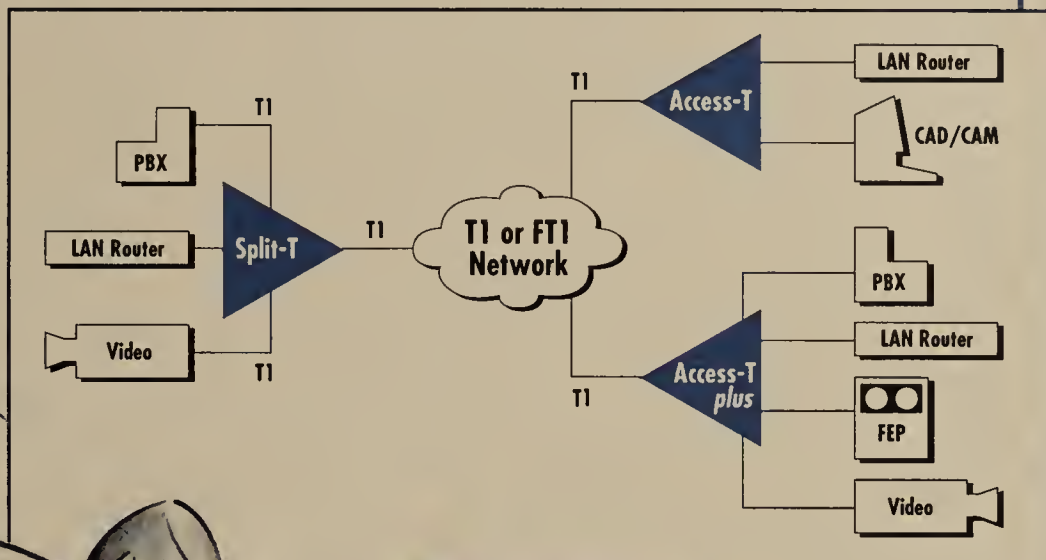 T1
PBX
LAN Router
Split-T
Video
T1
T1
T1 or FT1
Network
T1
Access-T
LAN Router
CAD/CAM
T1
Access-T
plus
PBX
LAN Router
FEP
Video